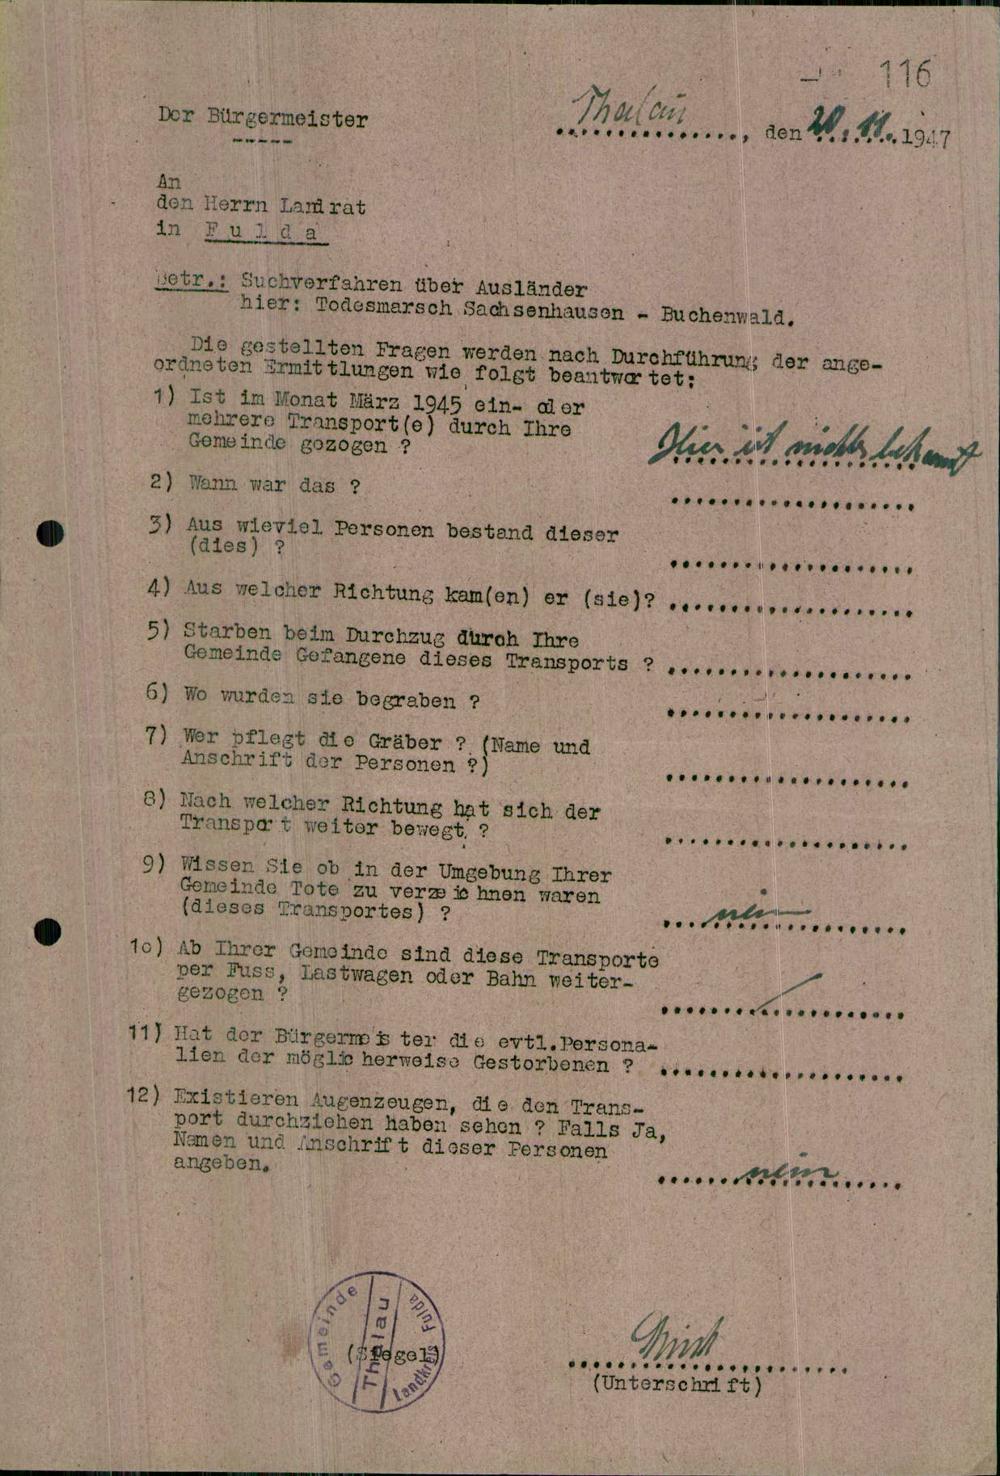 116
Der Bürgermeister
-----
Thalau, den 20.11.1947
An
den Herrn Landrat
in Fulda
Betr.: Suchverfahren über Ausländer
hier: Todesmarsch Sachsenhausen - Buchenwald.
Die gestellten Fragen werden nach Durchführung der ange-
ordneten Ermittlungen wie folgt beantwortet:
1) Ist im Monat März 1945 ein- oder
mehrere Transport(e) durch Ihre
Gemeinde gezogen ? Hier ist nichts bekannt
2) Wann war das ?
3) Aus wieviel Personen bestand dieser
(dies) ?
4) Aus welcher Richtung kam(en) er (sie)?
5) Starben beim Durchzug durch Ihre
Gemeinde Gefangene dieses Transports ?
6) Wo wurden sie begraben ?
7) Wer pflegt die Gräber ? (Name und
Anschrift der Personen ?)
8) Nach welcher Richtung hat sich der
Transport weiter bewegt ?
9) Wissen Sie ob in der Umgebung Ihrer
Gemeinde Tote zu verzeichnen waren
(dieses Transportes) ? nein
1o) Ab Ihrer Gemeinde sind diese Transporte
per Fuss, Lastwagen oder Bahn weiter-
gezogen ?
11) Hat der Bürgermeister die evtl.Persona-
lien der möglicherweise Gestorbenen ?
12) Existieren Augenzeugen, die den Trans-
port durchziehen haben sehen ? Falls Ja,
Namen und Anschrift dieser Personen
angeben. nein
Gemeinde
Thalau
Landkreis Fulda
(Siegel)
(Unterschrift)